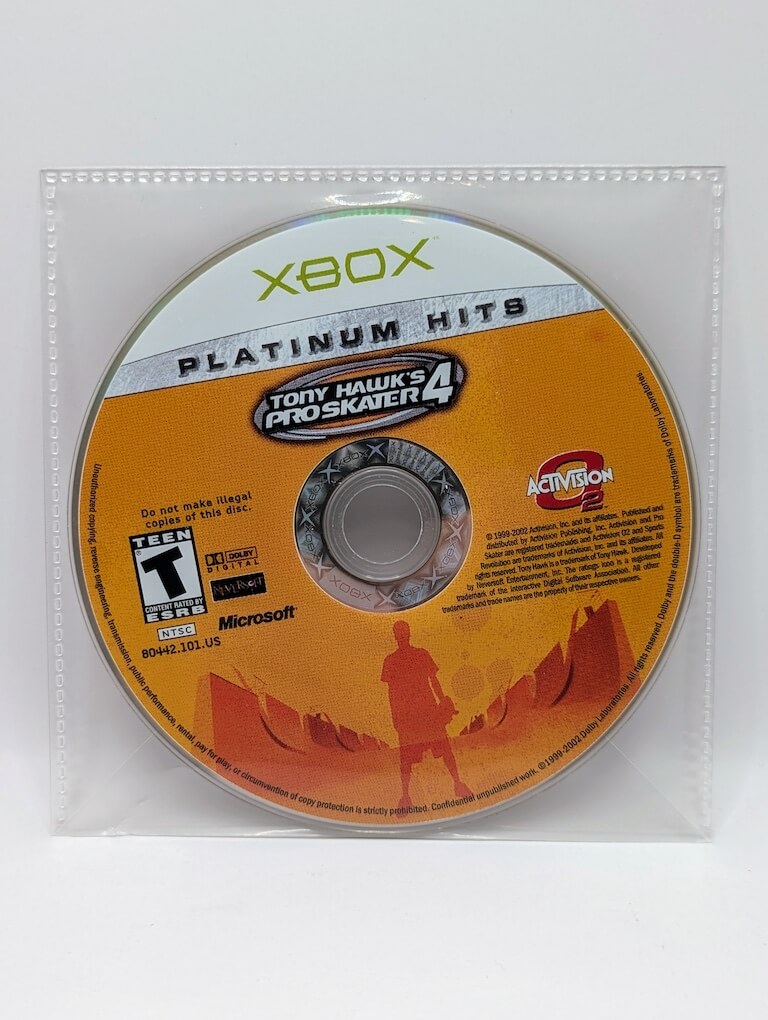 XBOX™
PLATINUM HITS
TONY HAWK'S
PRO SKATER 4
ACTIVISION
O2
Do not make illegal
copies of this disc.
TEEN
T
®
CONTENT RATED BY
ESRB
DOLBY
DIGITAL
NEVERSOFT
Microsoft®
NTSC
80442.101.US
© 1999-2002 Activision, Inc. and its affiliates. Published and
distributed by Activision Publishing, Inc. Activision and Pro
Skater are registered trademarks and Activision O2 and Sports
Revolution are trademarks of Activision, Inc. and its affiliates. All
rights reserved. Tony Hawk is a trademark of Tony Hawk. Developed
by Neversoft Entertainment, Inc. The ratings icon is a registered
trademark of the Interactive Digital Software Association. All other
trademarks and trade names are the property of their respective owners.
Unauthorized copying, reverse engineering, transmission, public performance, rental, pay for play, or circumvention of copy protection is strictly prohibited. Confidential unpublished work. © 1999-2002 Dolby Laboratories. All rights reserved. Dolby and the double-D symbol are trademarks of Dolby Laboratories.
XBOX